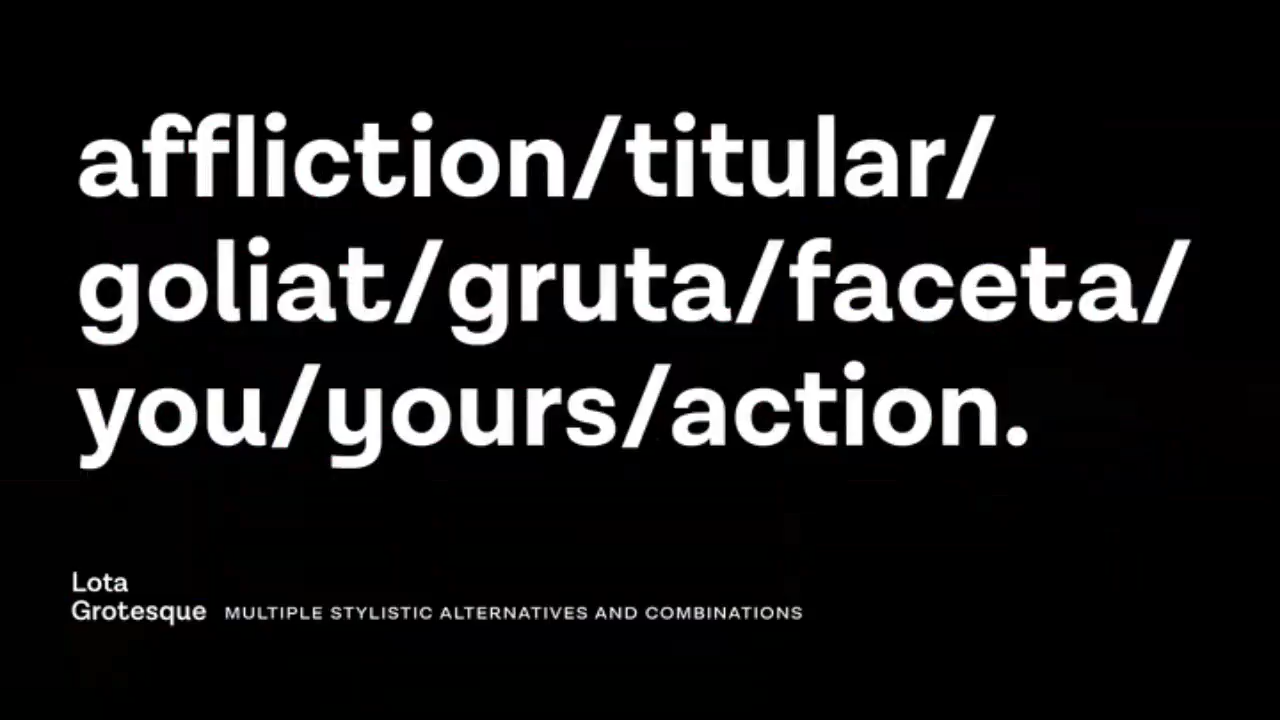 affliction/titular/
goliat/gruta/faceta/
you/yours/action.
Lota
Grotesque MULTIPLE STYLISTIC ALTERNATIVES AND COMBINATIONS